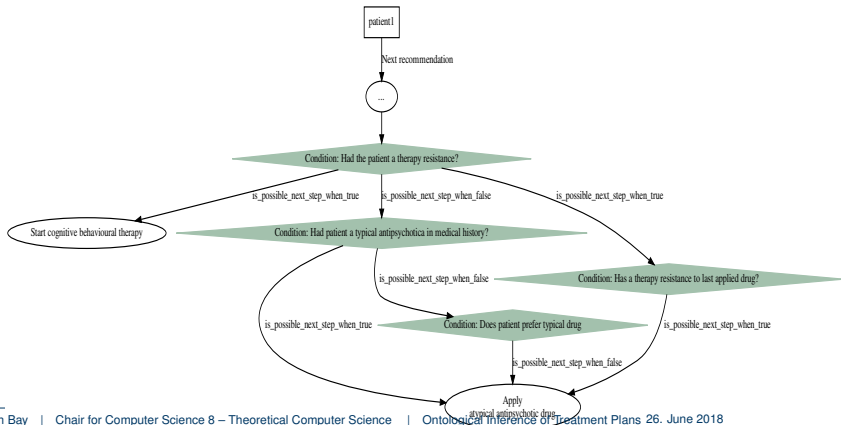 patient1
Next recommendation
...
Condition: Had the patient a therapy resistance?
is_possible_next_step_when_true
is_possible_next_step_when_false
is_possible_next_step_when_true
Start cognitive behavioural therapy
Condition: Had patient a typical antipsychotica in medical history?
is_possible_next_step_when_false
Condition: Has a therapy resistance to last applied drug?
is_possible_next_step_when_true
Condition: Does patient prefer typical drug
is_possible_next_step_when_true
is_possible_next_step_when_false
Apply
atypical antipsychotic drug
Bay | Chair for Computer Science 8 – Theoretical Computer Science | Ontological Inference of Treatment Plans 26. June 2018